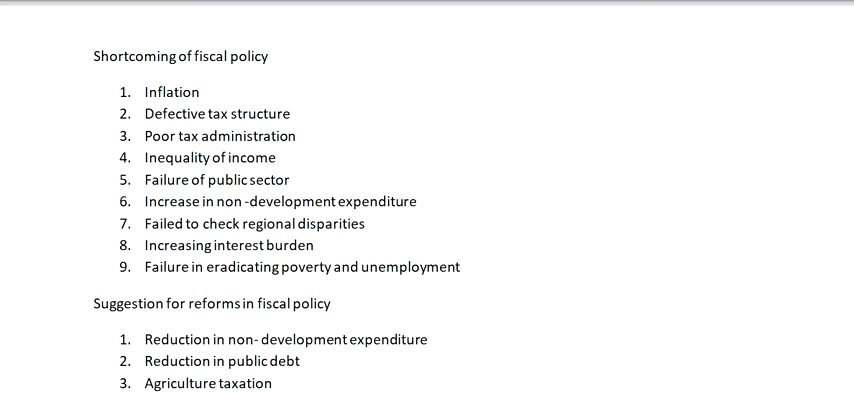 Shortcoming of fiscal policy
1. Inflation
2. Defective tax structure
3. Poor tax administration
4. Inequality of income
5. Failure of public sector
6. Increase in non -development expenditure
7. Failed to check regional disparities
8. Increasing interest burden
9. Failure in eradicating poverty and unemployment
Suggestion for reforms in fiscal policy
1. Reduction in non- development expenditure
2. Reduction in public debt
3. Agriculture taxation